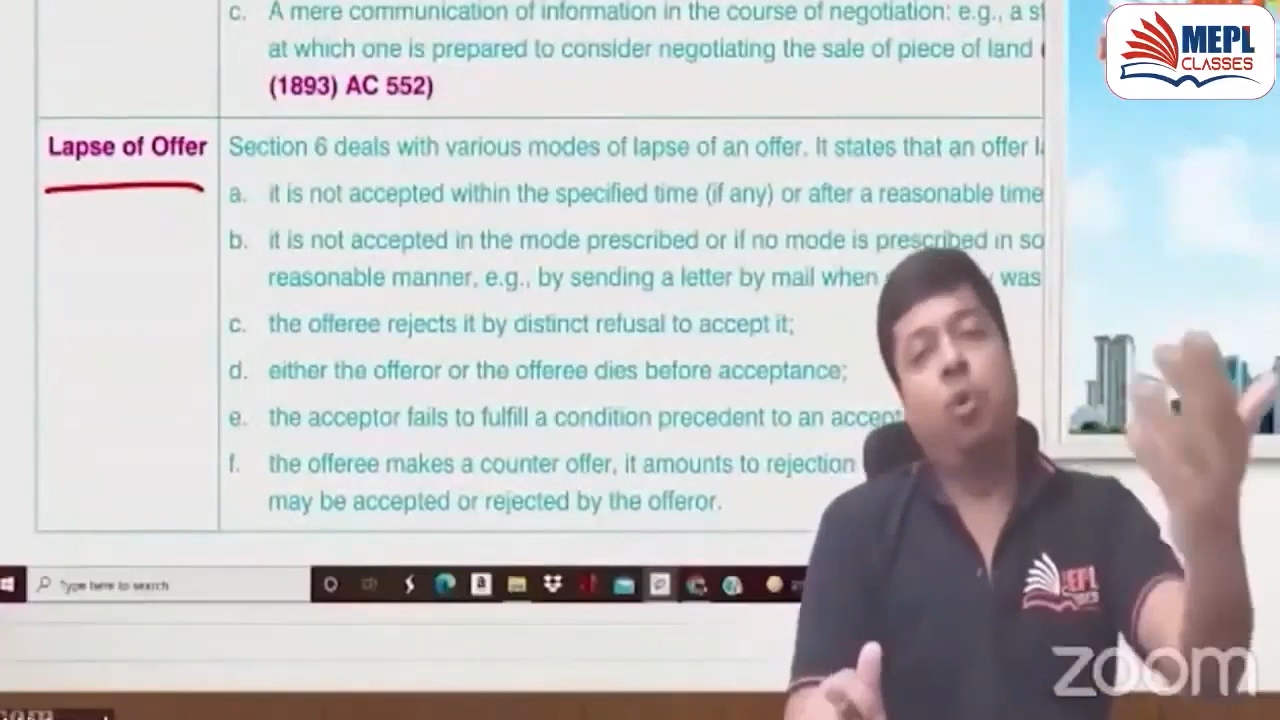 c. A mere communication of information in the course of negotiation: e.g., a
at which one is prepared to consider negotiating the sale of piece of land
(1893) AC 552)
MEPL
CLASSES
Lapse of Offer
Section 6 deals with various modes of lapse of an offer. It states that an offer
a. it is not accepted within the specified time (if any) or after a reasonable time
b. it is not accepted in the mode prescribed or if no mode is prescribed in
reasonable manner, e.g., by sending a letter by mail when was
c. the offeree rejects it by distinct refusal to accept it;
d. either the offeror or the offeree dies before acceptance;
e. the acceptor fails to fulfill a condition precedent to an
f. the offeree makes a counter offer, it amounts to rejection
may be accepted or rejected by the offeror.
Type here to search
MEPL
CLASSES
zoom